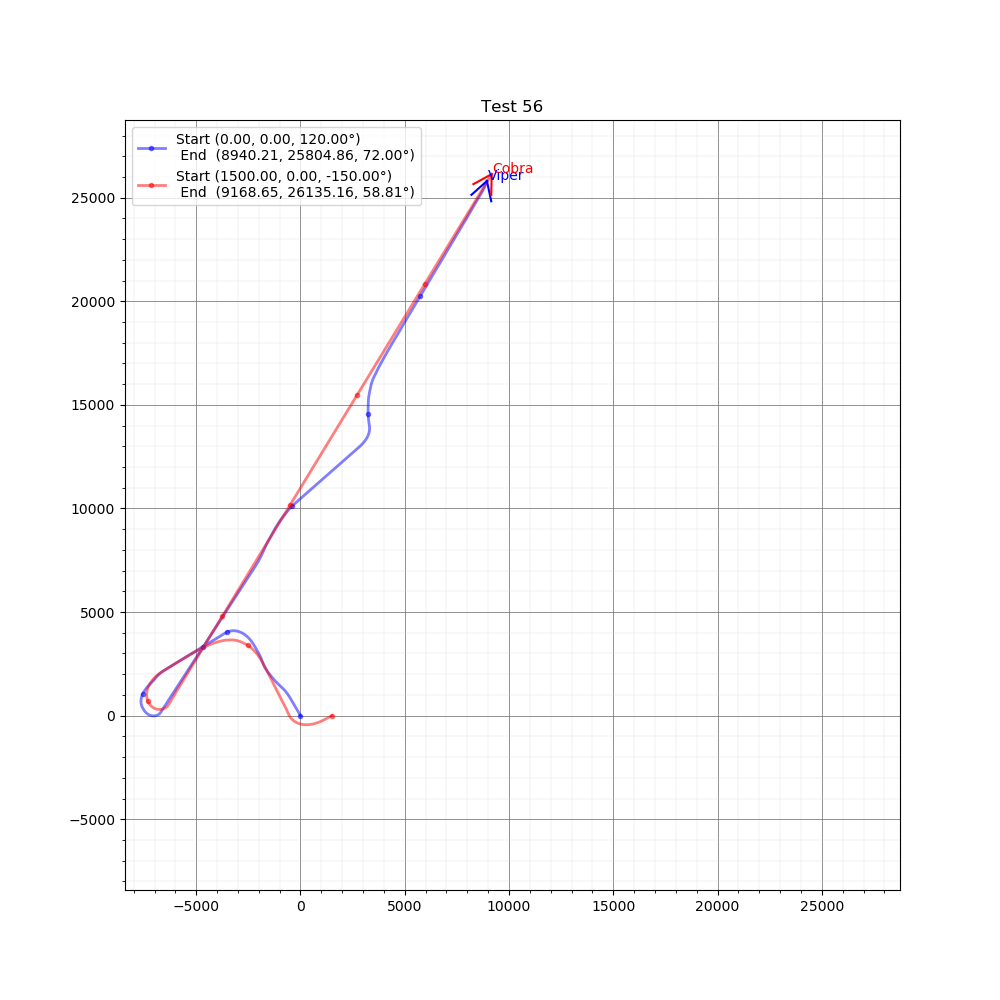 Test 56
Start (0.00, 0.00, 120.00°)
End  (8940.21, 25804.86, 72.00°)
Start (1500.00, 0.00, -150.00°)
End  (9168.65, 26135.16, 58.81°)
Cobra
Viper
25000
20000
15000
10000
5000
0
−5000
−5000 0 5000 10000 15000 20000 25000